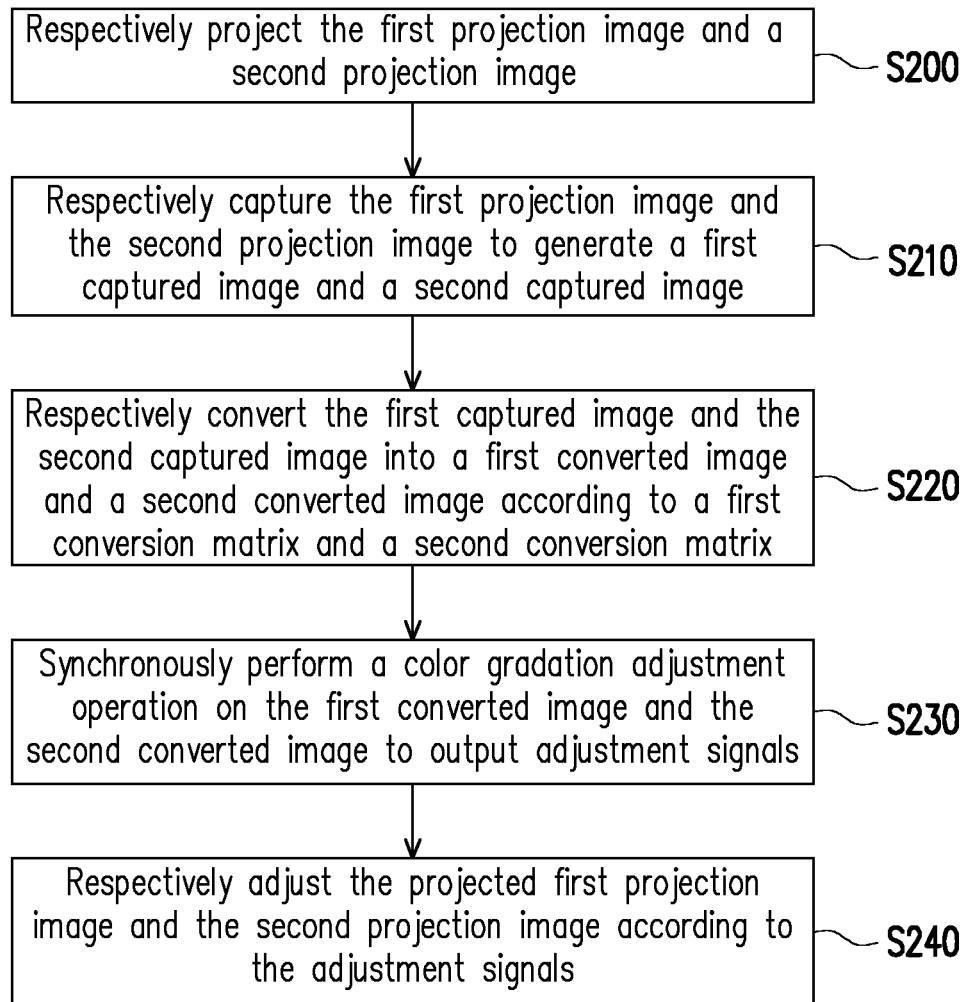 Respectively project the first projection image and a
second projection image
S200
Respectively capture the first projection image and
the second projection image to generate a first
captured image and a second captured image
S210
Respectively convert the first captured image and the
second captured image into a first converted image
and a second converted image according to a first
conversion matrix and a second conversion matrix
S220
Synchronously perform a color gradation adjustment
operation on the first converted image and the
second converted image to output adjustment signals
S230
Respectively adjust the projected first projection
image and the second projection image according to
the adjustment signals
S240